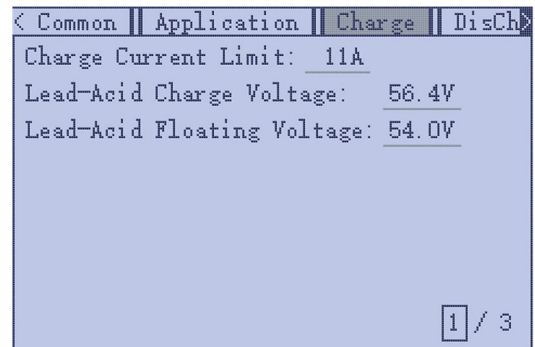 < Common Application Charge DisCh>
Charge Current Limit: 11A
Lead-Acid Charge Voltage: 56.4V
Lead-Acid Floating Voltage: 54.0V
1 / 3